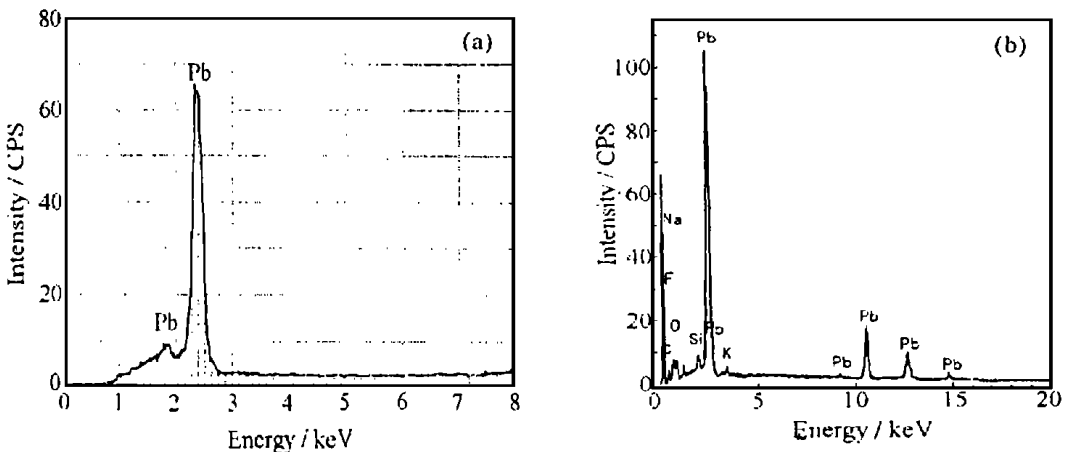 (a)
Intensity / CPS
80
60
40
20
0
Pb
Pb
0 1 2 3 4 5 6 7 8
Energy / keV
(b)
Intensity / CPS
100
80
60
40
20
0
Pb
Na
F
O
C
Si
Pb
K
Pb
Pb
Pb
Pb
0 5 10 15 20
Energy / keV